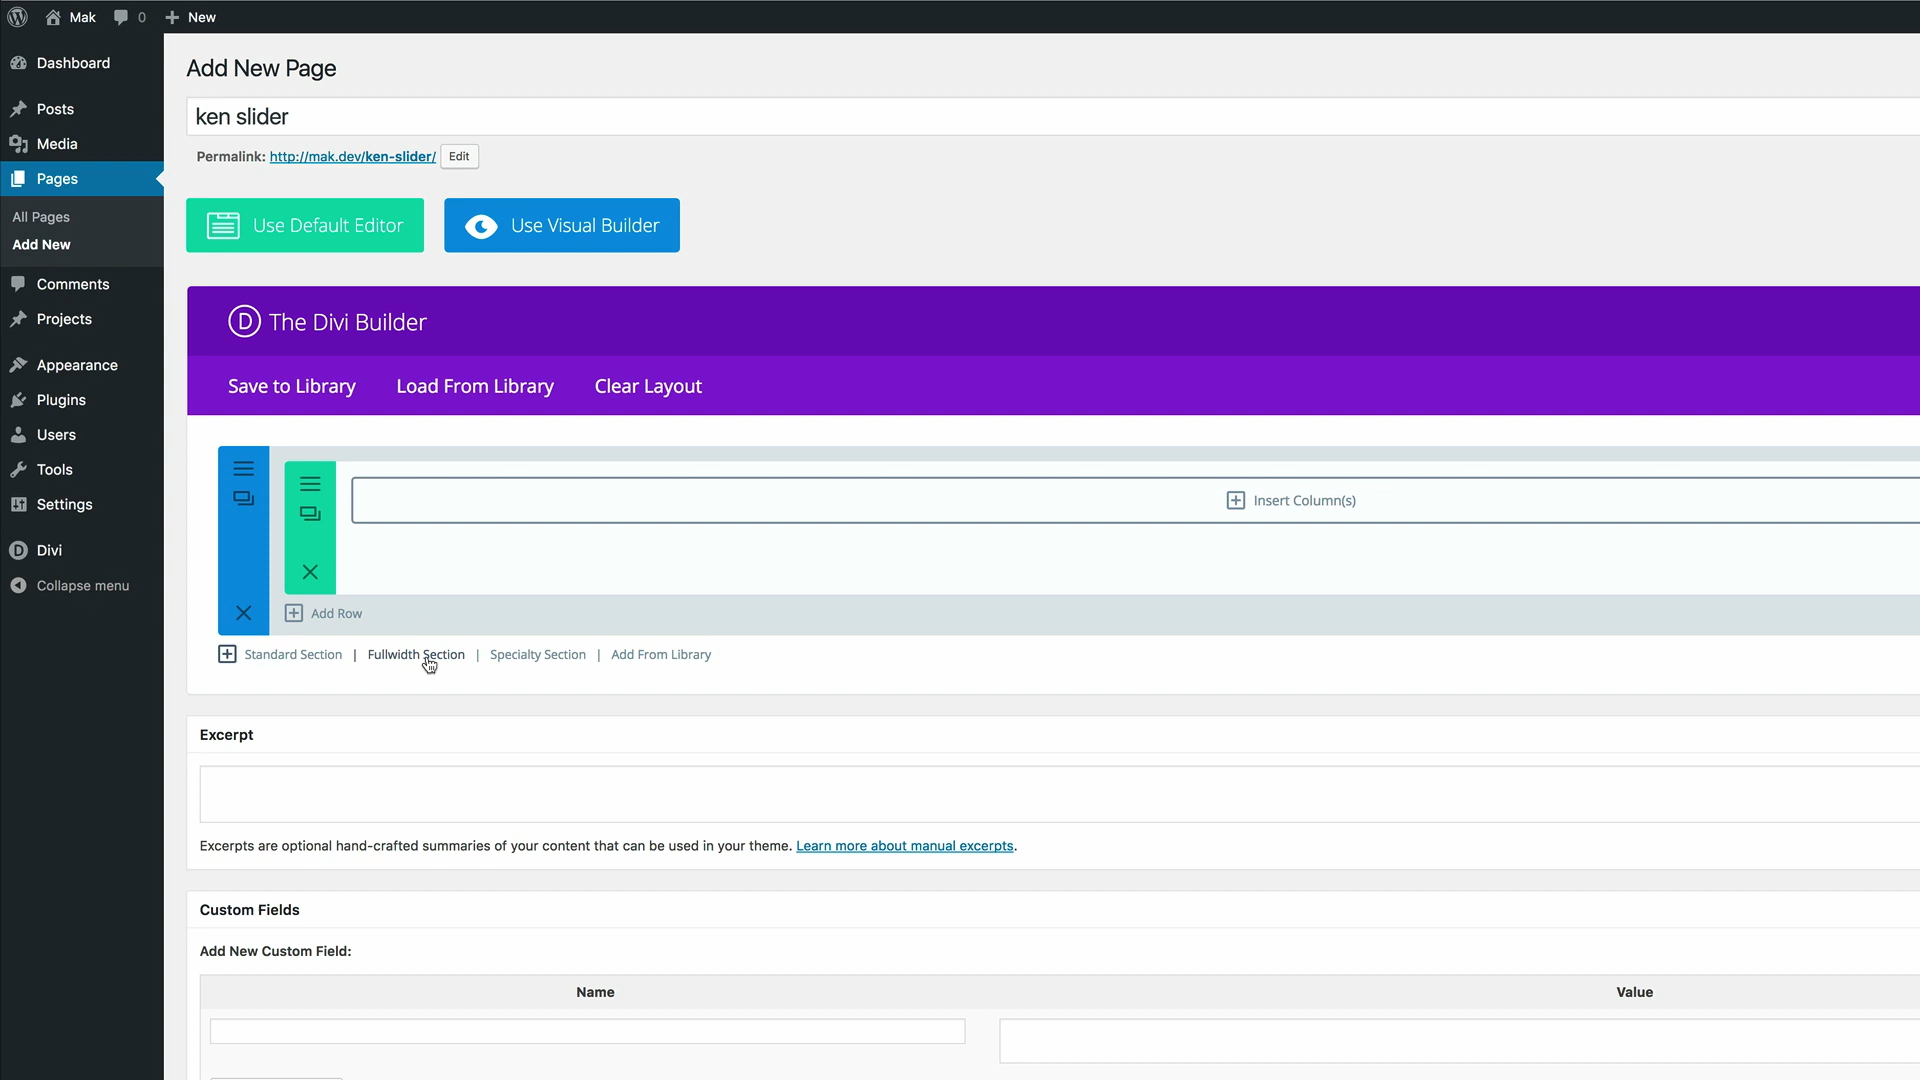 Mak 0 New
Dashboard
Posts
Media
Pages
All Pages
Add New
Comments
Projects
Appearance
Plugins
Users
Tools
Settings
Divi
Collapse menu
Add New Page
ken slider
Permalink: http://mak.dev/ken-slider/ Edit
Use Default Editor Use Visual Builder
D The Divi Builder
Save to Library Load From Library Clear Layout
Insert Column(s)
Add Row
Standard Section | Fullwidth Section | Specialty Section | Add From Library
Excerpt
Excerpts are optional hand-crafted summaries of your content that can be used in your theme. Learn more about manual excerpts.
Custom Fields
Add New Custom Field:
Name Value